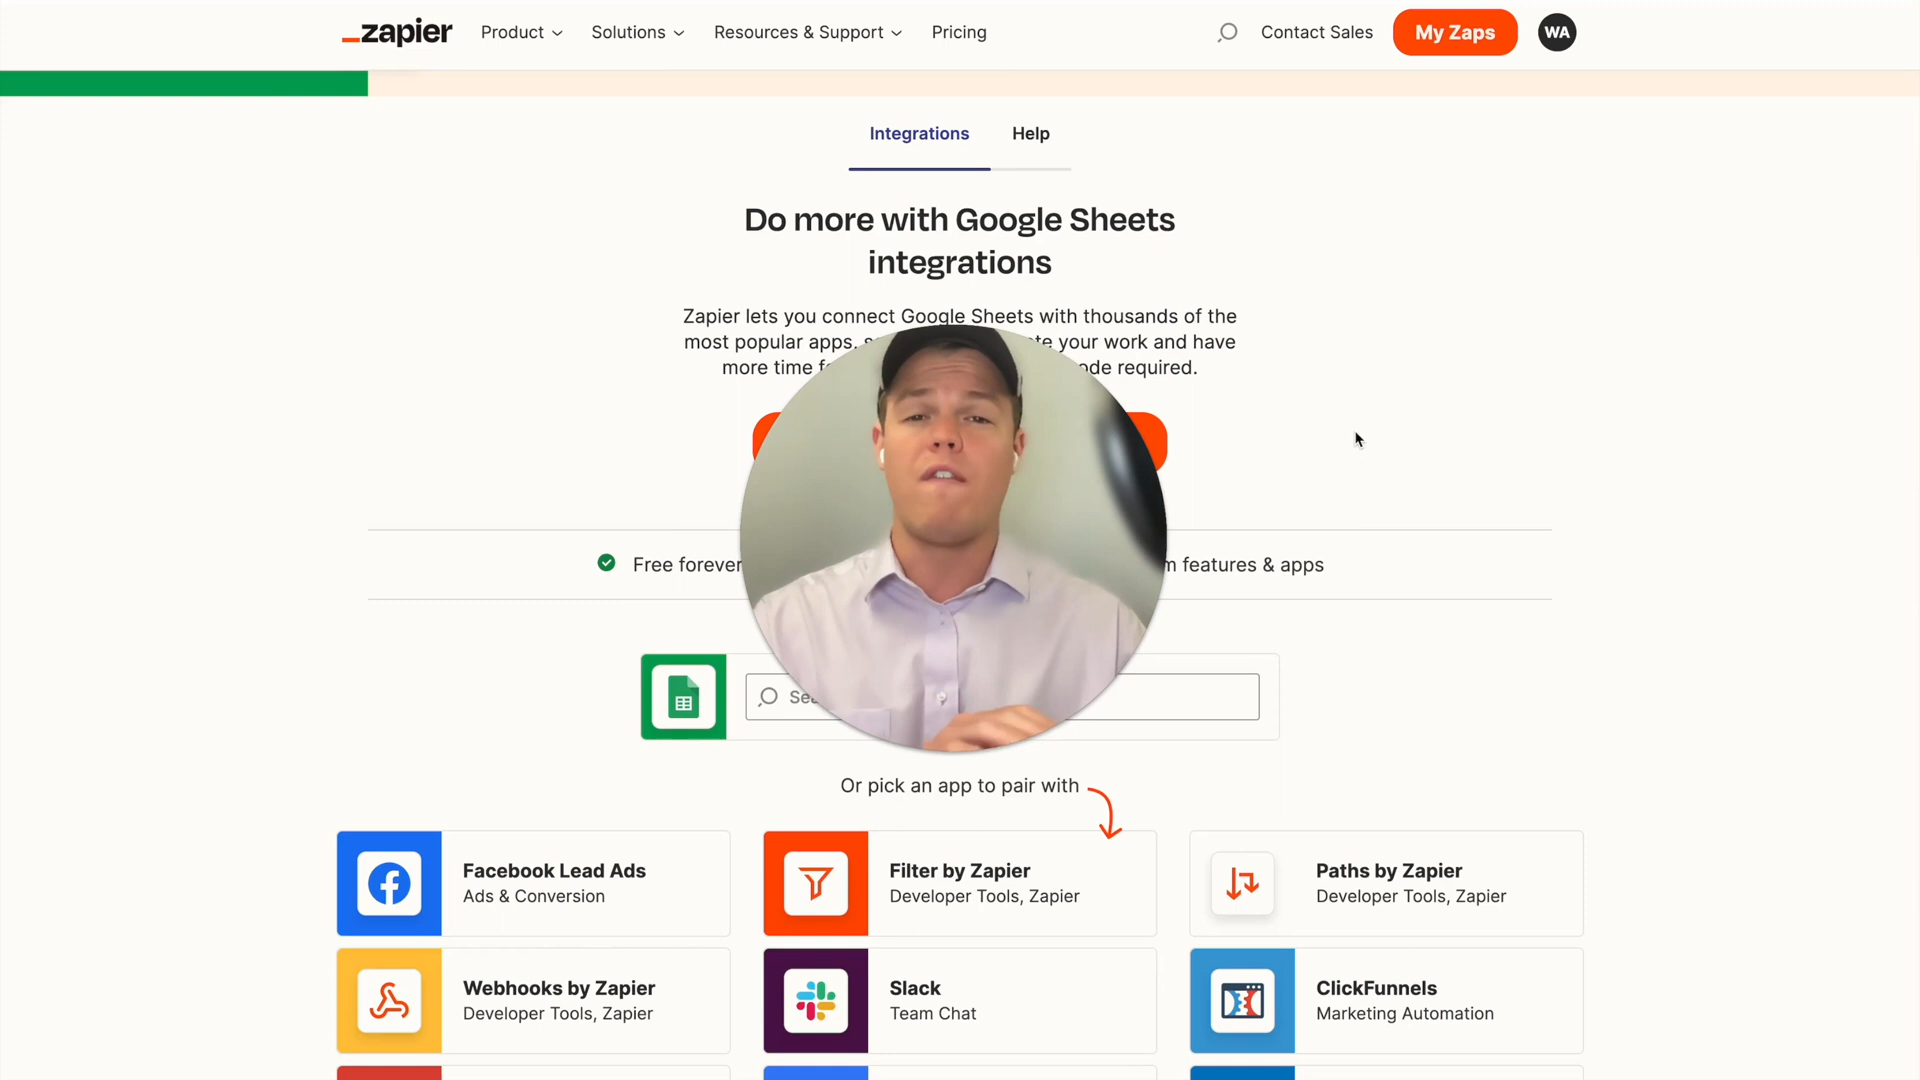 zapier Product Solutions Resources & Support Pricing Contact Sales My Zaps WA
Integrations Help
Do more with Google Sheets
integrations
Zapier lets you connect Google Sheets with thousands of the
most popular apps, your work and have
more time required.
Free forever features & apps
Or pick an app to pair with
Facebook Lead Ads
Ads & Conversion
Filter by Zapier
Developer Tools, Zapier
Paths by Zapier
Developer Tools, Zapier
Webhooks by Zapier
Developer Tools, Zapier
Slack
Team Chat
ClickFunnels
Marketing Automation